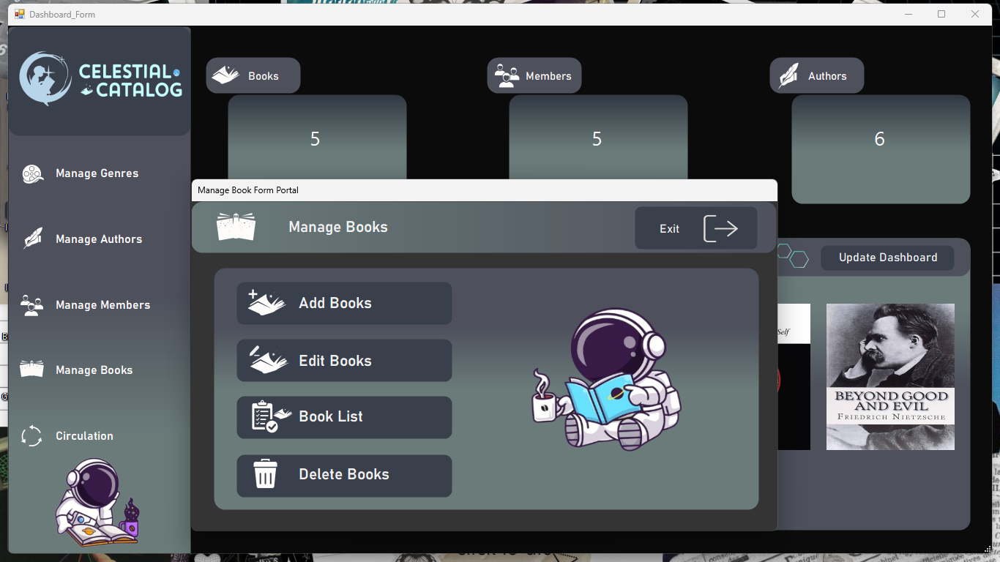 Dashboard_Form
CELESTIAL
CATALOG
Books
Members
Authors
5
5
6
Manage Genres
Manage Authors
Manage Members
Manage Books
Circulation
Manage Book Form Portal
Manage Books
Exit
Add Books
Edit Books
Book List
Delete Books
Update Dashboard
Self
BEYOND GOOD
AND EVIL
FRIEDRICH NIETZSCHE